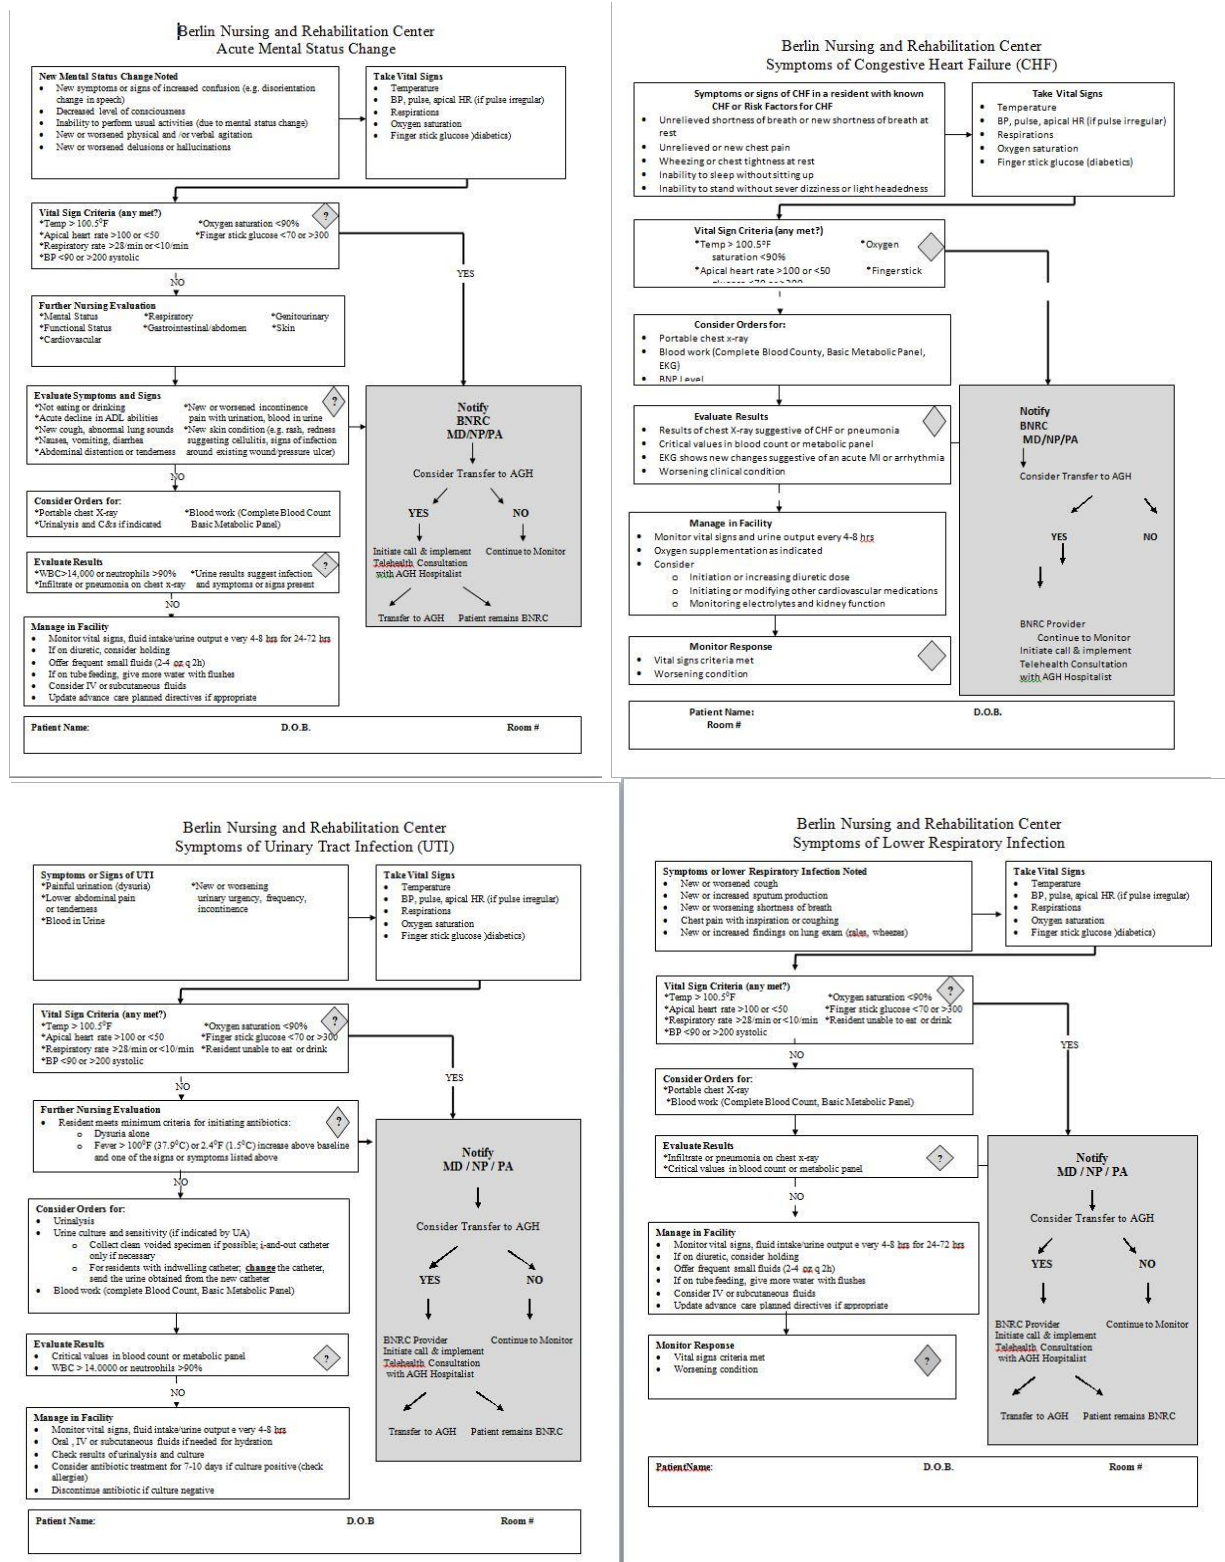 Berlin Nursing and Rehabilitation Center
Acute Mental Status Change
New Mental Status Change Noted
• New symptoms or signs of increased confusion (e.g. disorientation
change in speech)
• Decreased level of consciousness
• Inability to perform usual activities (due to mental status change)
• New or worsened physical and /or verbal agitation
• New or worsened delusions or hallucinations
Take Vital Signs
• Temperature
• BP, pulse, apical HR (if pulse irregular)
• Respirations
• Oxygen saturation
• Finger stick glucose )diabetics)
Vital Sign Criteria (any met?)
*Temp > 100.5⁰F *Oxygen saturation <90%
*Apical heart rate >100 or <50 *Finger stick glucose <70 or >300
*Respiratory rate >28/min or <10/min
*BP <90 or >200 systolic
?
YES
NO
Further Nursing Evaluation
*Mental Status *Respiratory *Genitourinary
*Functional Status *Gastrointestinal/abdomen *Skin
*Cardiovascular
Evaluate Symptoms and Signs
*Not eating or drinking *New or worsened incontinence
*Acute decline in ADL abilities pain with urination, blood in urine
*New cough, abnormal lung sounds *New skin condition (e.g. rash, redness
*Nausea, vomiting, diarrhea suggesting cellulitis, signs of infection
*Abdominal distention or tenderness around existing wound/pressure ulcer)
?
NO
Consider Orders for:
*Portable chest X-ray *Blood work (Complete Blood Count
*Urinalysis and C&s if indicated Basic Metabolic Panel)
Evaluate Results
*WBC>14,000 or neutrophils >90% *Urine results suggest infection
*Infiltrate or pneumonia on chest x-ray and symptoms or signs present
?
NO
Manage in Facility
• Monitor vital signs, fluid intake/urine output e very 4-8 hrs for 24-72 hrs
• If on diuretic, consider holding
• Offer frequent small fluids (2-4 oz q 2h)
• If on tube feeding, give more water with flushes
• Consider IV or subcutaneous fluids
• Update advance care planned directives if appropriate
Notify
BNRC
MD/NP/PA
Consider Transfer to AGH
YES NO
Initiate call & implement Continue to Monitor
Telehealth Consultation
with AGH Hospitalist
Transfer to AGH Patient remains BNRC
Patient Name: D.O.B. Room #
Berlin Nursing and Rehabilitation Center
Symptoms of Congestive Heart Failure (CHF)
Symptoms or signs of CHF in a resident with known
CHF or Risk Factors for CHF
• Unrelieved shortness of breath or new shortness of breath at
rest
• Unrelieved or new chest pain
• Wheezing or chest tightness at rest
• Inability to sleep without sitting up
• Inability to stand without sever dizziness or light headedness
Take Vital Signs
• Temperature
• BP, pulse, apical HR (if pulse irregular)
• Respirations
• Oxygen saturation
• Finger stick glucose (diabetics)
Vital Sign Criteria (any met?)
*Temp > 100.5⁰F *Oxygen
saturation <90%
*Apical heart rate >100 or <50 *Finger stick
Consider Orders for:
• Portable chest x-ray
• Blood work (Complete Blood County, Basic Metabolic Panel,
EKG)
• BNP Level
Evaluate Results
• Results of chest X-ray suggestive of CHF or pneumonia
• Critical values in blood count or metabolic panel
• EKG shows new changes suggestive of an acute MI or arrhythmia
• Worsening clinical condition
Manage in Facility
• Monitor vital signs and urine output every 4-8 hrs
• Oxygen supplementation as indicated
• Consider
o Initiation or increasing diuretic dose
o Initiating or modifying other cardiovascular medications
o Monitoring electrolytes and kidney function
Monitor Response
• Vital signs criteria met
• Worsening condition
Notify
BNRC
MD/NP/PA
Consider Transfer to AGH
YES NO
BNRC Provider
Continue to Monitor
Initiate call & implement
Telehealth Consultation
with AGH Hospitalist
Patient Name: D.O.B.
Room #
Berlin Nursing and Rehabilitation Center
Symptoms of Urinary Tract Infection (UTI)
Symptoms or Signs of UTI
*Painful urination (dysuria) *New or worsening
*Lower abdominal pain urinary urgency, frequency,
or tenderness incontinence
*Blood in Urine
Take Vital Signs
• Temperature
• BP, pulse, apical HR (if pulse irregular)
• Respirations
• Oxygen saturation
• Finger stick glucose )diabetics)
Vital Sign Criteria (any met?)
*Temp > 100.5⁰F *Oxygen saturation <90%
*Apical heart rate >100 or <50 *Finger stick glucose <70 or >300
*Respiratory rate >28/min or <10/min *Resident unable to eat or drink
*BP <90 or >200 systolic
?
YES
NO
Further Nursing Evaluation
• Resident meets minimum criteria for initiating antibiotics:
o Dysuria alone
o Fever > 100⁰F (37.9⁰C) or 2.4⁰F (1.5⁰C) increase above baseline
and one of the signs or symptoms listed above
?
NO
Consider Orders for:
• Urinalysis
• Urine culture and sensitivity (if indicated by UA)
o Collect clean voided specimen if possible; i-and-out catheter
only if necessary
o For residents with indwelling catheter; change the catheter,
send the urine obtained from the new catheter
• Blood work (complete Blood Count, Basic Metabolic Panel)
Evaluate Results
• Critical values in blood count or metabolic panel
• WBC > 14,0000 or neutrophils >90%
?
NO
Manage in Facility
• Monitor vital signs, fluid intake/urine output e very 4-8 hrs
• Oral , IV or subcutaneous fluids if needed for hydration
• Check results of urinalysis and culture
• Consider antibiotic treatment for 7-10 days if culture positive (check
allergies)
• Discontinue antibiotic if culture negative
Notify
MD / NP / PA
Consider Transfer to AGH
YES NO
BNRC Provider Continue to Monitor
Initiate call & implement
Telehealth Consultation
with AGH Hospitalist
Transfer to AGH Patient remains BNRC
Patient Name: D.O.B Room #
Berlin Nursing and Rehabilitation Center
Symptoms of Lower Respiratory Infection
Symptoms or lower Respiratory Infection Noted
• New or worsened cough
• New or increased sputum production
• New or worsening shortness of breath
• Chest pain with inspiration or coughing
• New or increased findings on lung exam (rales, wheezes)
Take Vital Signs
• Temperature
• BP, pulse, apical HR (if pulse irregular)
• Respirations
• Oxygen saturation
• Finger stick glucose )diabetics)
Vital Sign Criteria (any met?)
*Temp > 100.5⁰F *Oxygen saturation <90%
*Apical heart rate >100 or <50 *Finger stick glucose <70 or >300
*Respiratory rate >28/min or <10/min *Resident unable to eat or drink
*BP <90 or >200 systolic
?
YES
NO
Consider Orders for:
*Portable chest X-ray
*Blood work (Complete Blood Count, Basic Metabolic Panel)
Evaluate Results
*Infiltrate or pneumonia on chest x-ray
*Critical values in blood count or metabolic panel
?
NO
Manage in Facility
• Monitor vital signs, fluid intake/urine output e very 4-8 hrs for 24-72 hrs
• If on diuretic, consider holding
• Offer frequent small fluids (2-4 oz q 2h)
• If on tube feeding, give more water with flushes
• Consider IV or subcutaneous fluids
• Update advance care planned directives if appropriate
Monitor Response
• Vital signs criteria met
• Worsening condition
?
Notify
MD / NP / PA
Consider Transfer to AGH
YES NO
BNRC Provider Continue to Monitor
Initiate call & implement
Telehealth Consultation
with AGH Hospitalist
Transfer to AGH Patient remains BNRC
PatientName: D.O.B. Room #